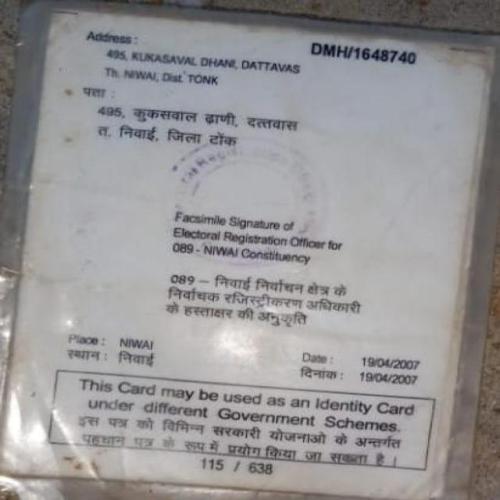 Address :
DMH/1648740
495, KUKASAVAL DHANI, DATTAVAS
Th. NIWAI, Dist. TONK
पता :
495, कुकसवाल ढ़ाणी, दत्तवास
त. निवाई, जिला टोंक
Facsimile Signature of
Electoral Registration Officer for
089 - NIWAI Constituency
089 – निवाई निर्वाचन क्षेत्र के
निर्वाचक रजिस्ट्रीकरण अधिकारी
के हस्ताक्षर की अनुकृति
Place : NIWAI
स्थान : निवाई
Date : 19/04/2007
दिनांक : 19/04/2007
This Card may be used as an Identity Card
under different Government Schemes.
इस पत्र को विभिन्न सरकारी योजनाओ के अन्तर्गत
पहचान पत्र के रूप में प्रयोग किया जा सकता है ।
115 / 638